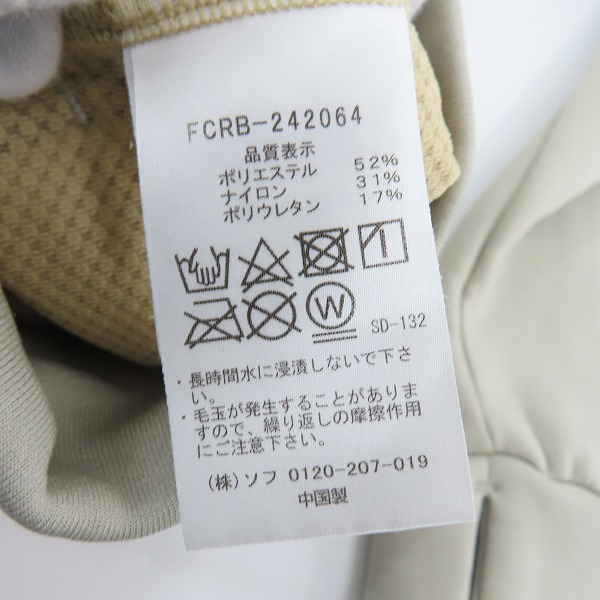 FCRB-242064
品質表示
ポリエステル 52%
ナイロン 31%
ポリウレタン 17%
W
SD-132
・長時間水に浸漬しないで下さ
い。
・毛玉が発生することがありま
すので、繰り返しの摩擦作用
にご注意下さい。
(株)ソフ 0120-207-019
中国製